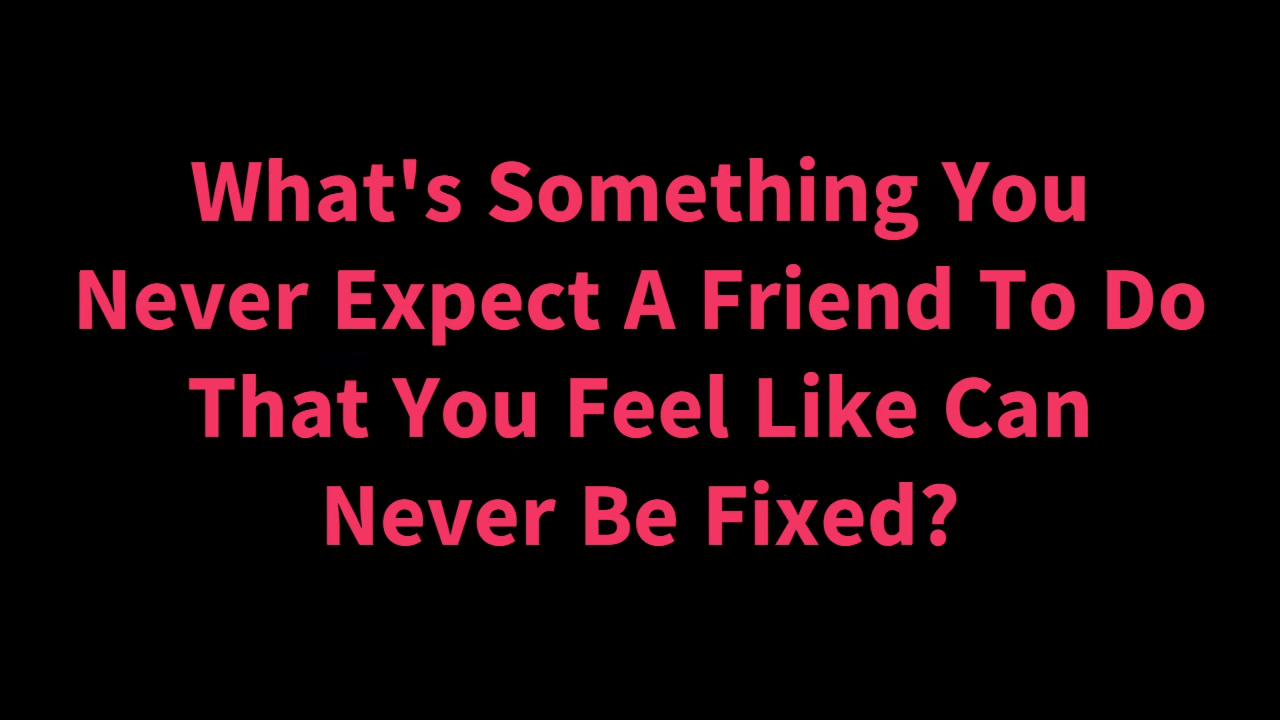 What's Something You
Never Expect A Friend To Do
That You Feel Like Can
Never Be Fixed?